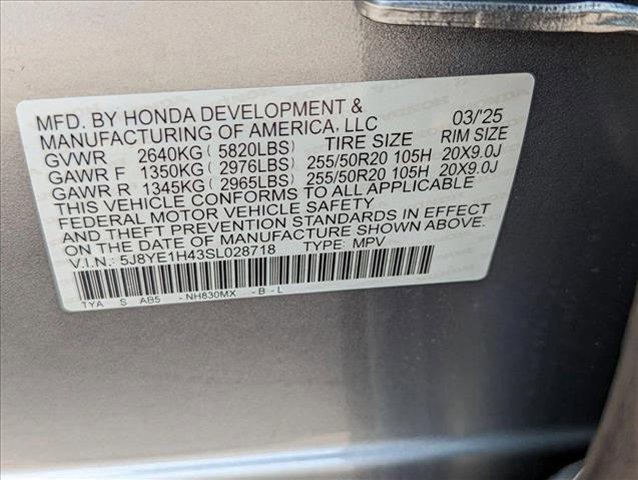 MFD. BY HONDA DEVELOPMENT & 03/'25
MANUFACTURING OF AMERICA, LLC
TIRE SIZE RIM SIZE
GVWR 2640KG( 5820LBS)
GAWR F 1350KG( 2976LBS) 255/50R20 105H 20X9.0J
GAWR R 1345KG( 2965LBS) 255/50R20 105H 20X9.0J
THIS VEHICLE CONFORMS TO ALL APPLICABLE
FEDERAL MOTOR VEHICLE SAFETY
AND THEFT PREVENTION STANDARDS IN EFFECT
ON THE DATE OF MANUFACTURE SHOWN ABOVE.
V.I.N.: 5J8YE1H43SL028718 TYPE: MPV
TYA S AB5 -NH830MX -B-L